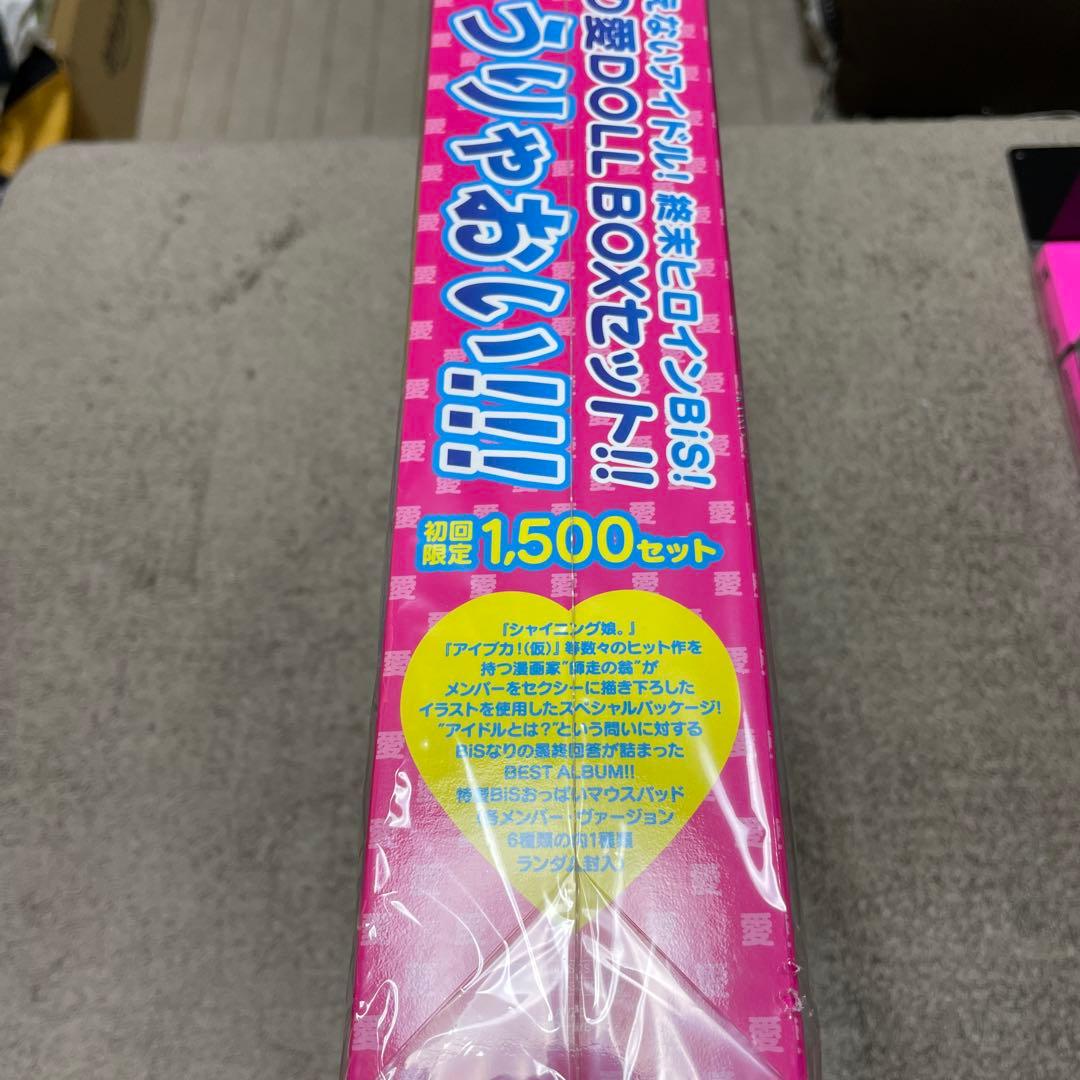 ないアイドル! 終末ヒロインBiS!
愛DOLL BOXセット!!
うりゃおい!!!
初回
限定
1,500セット
『シャイニング娘。』
『アイブカ!(仮)』等数々のヒット作を
持つ漫画家"師走の翁"が
メンバーをセクシーに描き下ろした
イラストを使用したスペシャルパッケージ!
"アイドルとは?"という問いに対する
BiSなりの最終回答が詰まった
BEST ALBUM!!
特製BiSおっぱいマウスパッド
各メンバー・ヴァージョン
6種類の内1種類
ランダム封入